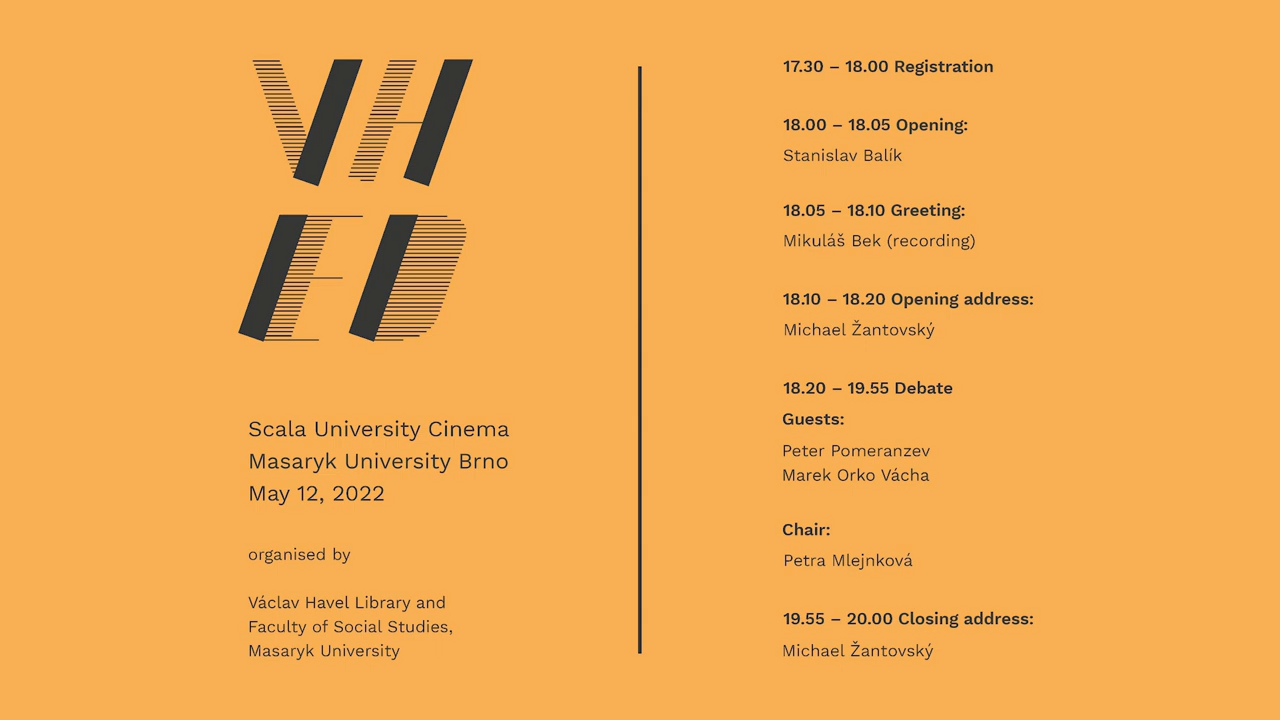 VH
ED
Scala University Cinema
Masaryk University Brno
May 12, 2022
organised by
Václav Havel Library and
Faculty of Social Studies,
Masaryk University
17.30 – 18.00 Registration
18.00 – 18.05 Opening:
Stanislav Balík
18.05 – 18.10 Greeting:
Mikuláš Bek (recording)
18.10 – 18.20 Opening address:
Michael Žantovský
18.20 – 19.55 Debate
Guests:
Peter Pomeranzev
Marek Orko Vácha
Chair:
Petra Mlejnková
19.55 – 20.00 Closing address:
Michael Žantovský